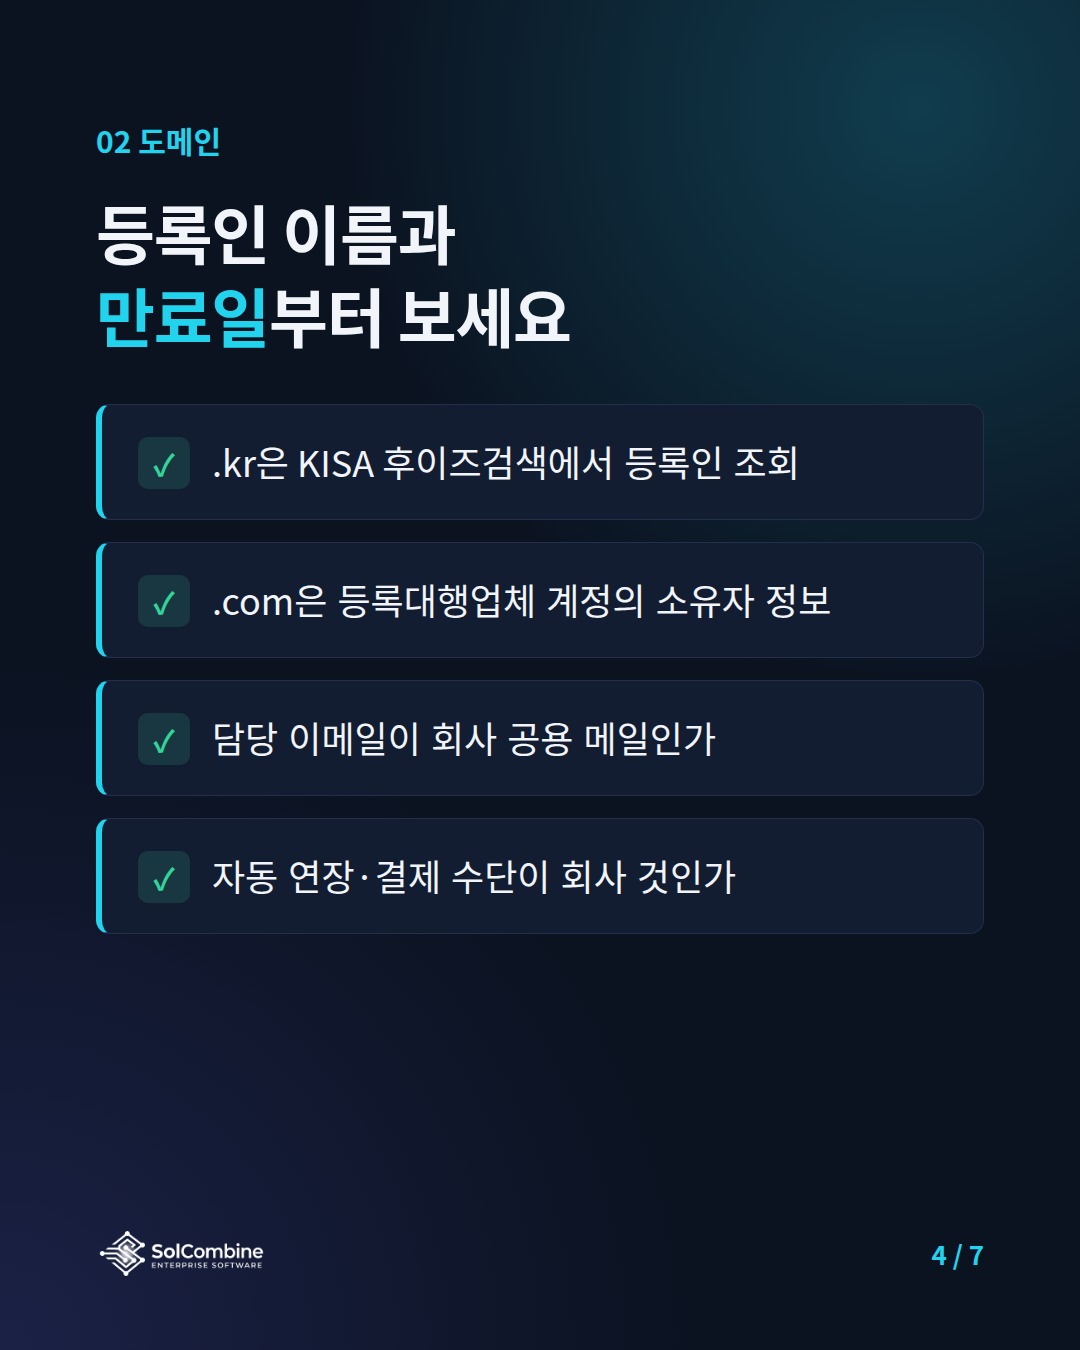 02 도메인
등록인 이름과
만료일부터 보세요
✓ .kr은 KISA 후이즈검색에서 등록인 조회
✓ .com은 등록대행업체 계정의 소유자 정보
✓ 담당 이메일이 회사 공용 메일인가
✓ 자동 연장·결제 수단이 회사 것인가
SolCombine
ENTERPRISE SOFTWARE
4 / 7